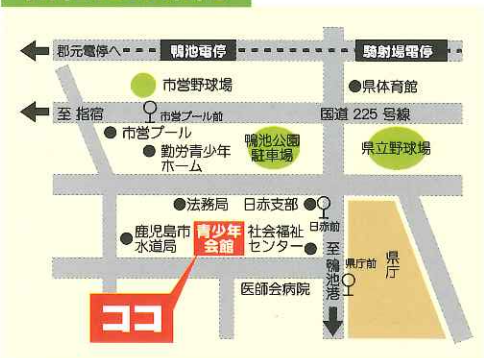 郡元電停へ
鴨池電停
騎射場電停
市営野球場
県体育館
至 指宿
市営プール前
国道 225 号線
市営プール
勤労青少年
ホーム
鴨池公園
駐車場
県立野球場
法務局
日赤支部
日赤前
鹿児島市
水道局
青少年
会館
社会福祉
センター
至鴨池港
県庁前
県庁
医師会病院
ココ